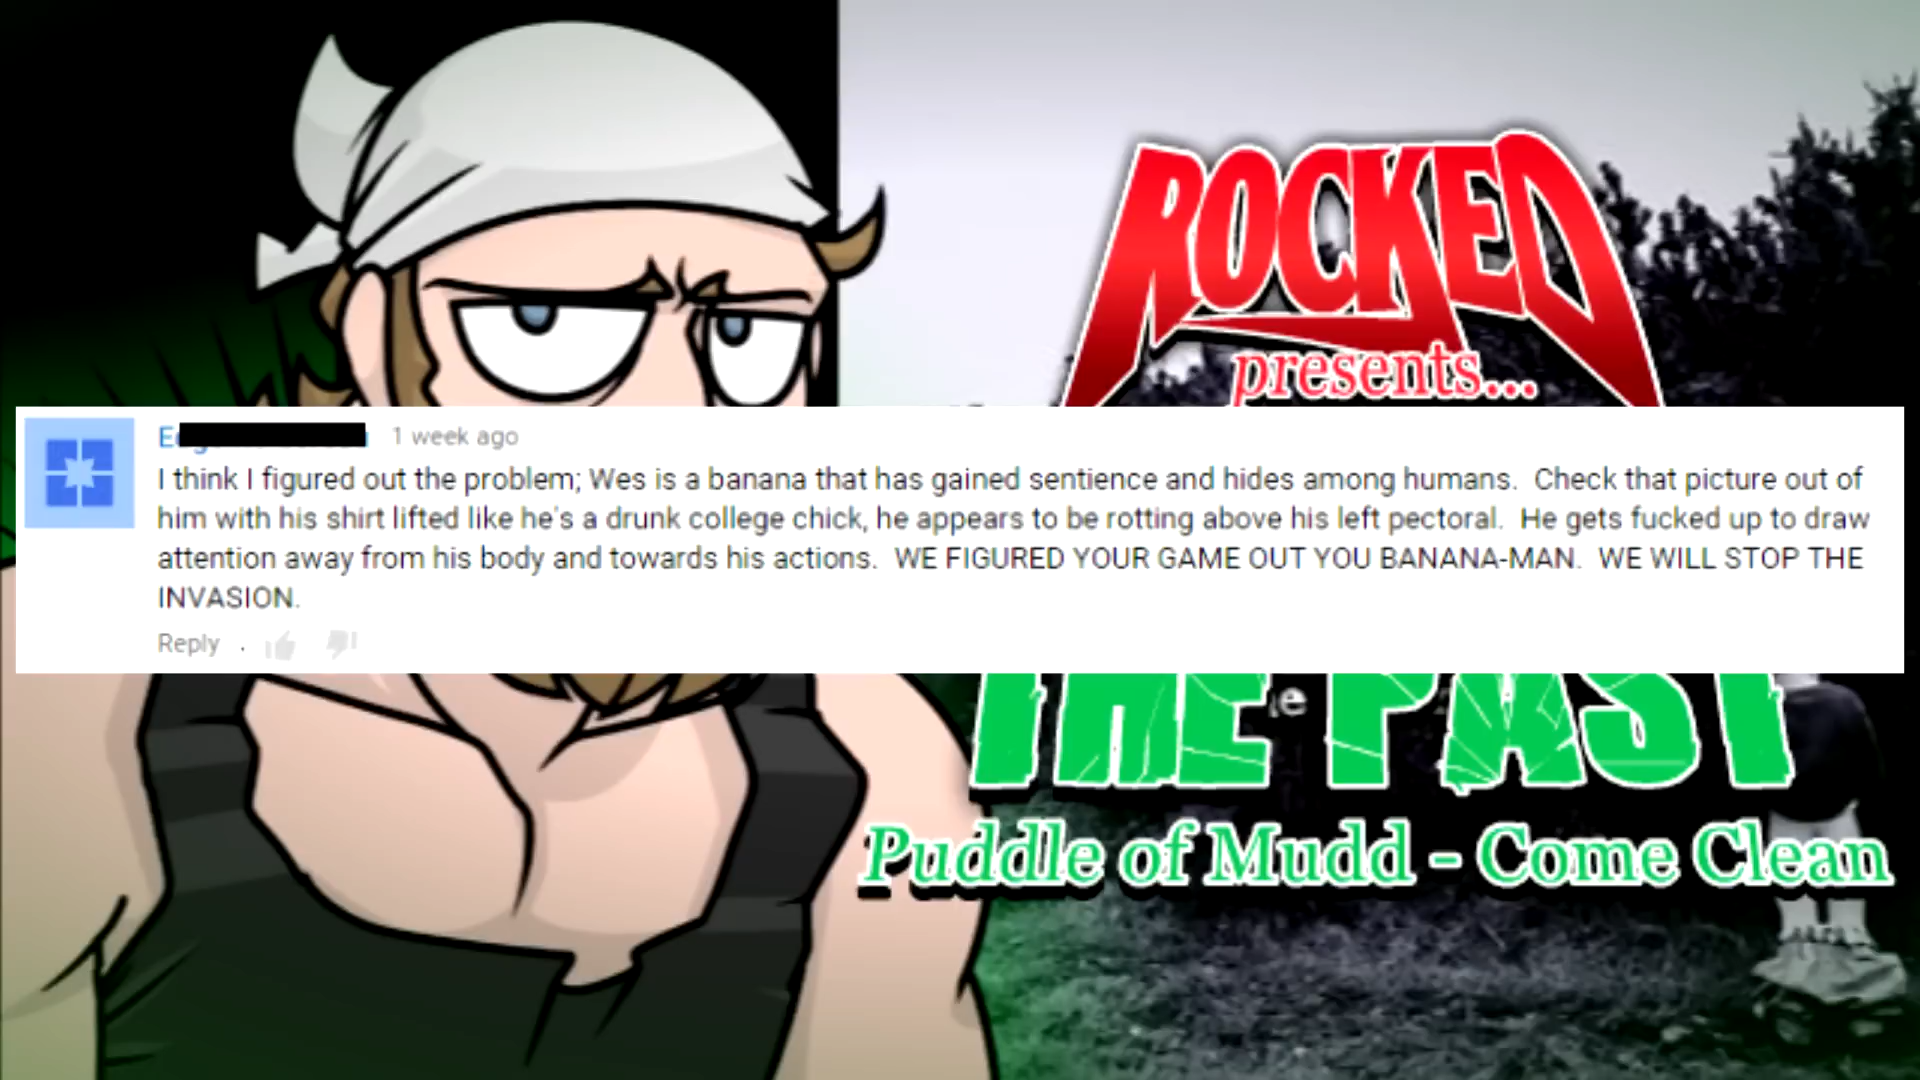 ROCKED
presents...
1 week ago
I think I figured out the problem; Wes is a banana that has gained sentience and hides among humans.  Check that picture out of
him with his shirt lifted like he's a drunk college chick, he appears to be rotting above his left pectoral.  He gets fucked up to draw
attention away from his body and towards his actions.  WE FIGURED YOUR GAME OUT YOU BANANA-MAN.  WE WILL STOP THE
INVASION.
Reply .
THE PAST
Puddle of Mudd - Come Clean